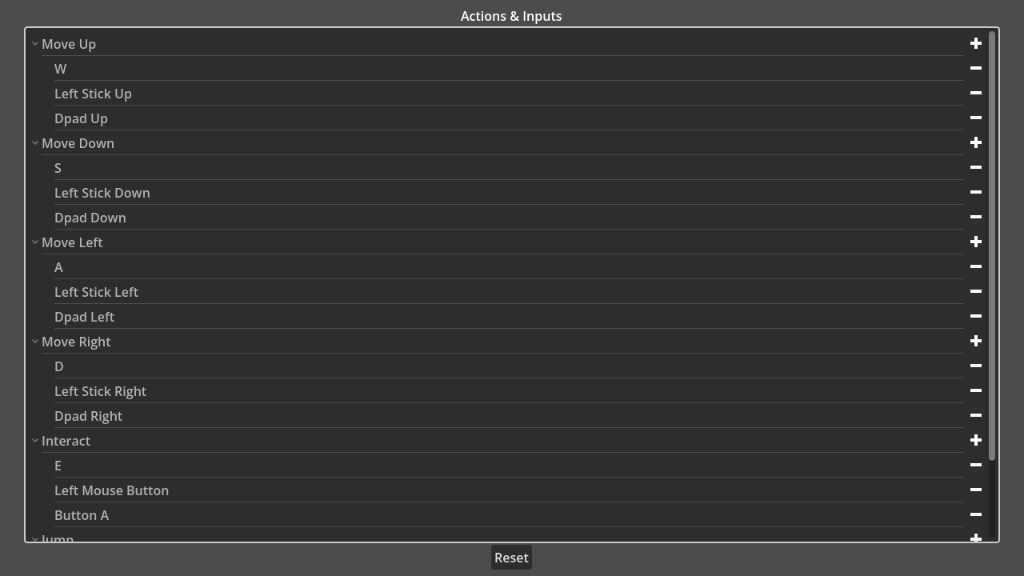 Actions & Inputs
Move Up
W
Left Stick Up
Dpad Up
Move Down
S
Left Stick Down
Dpad Down
Move Left
A
Left Stick Left
Dpad Left
Move Right
D
Left Stick Right
Dpad Right
Interact
E
Left Mouse Button
Button A
Jump
Reset